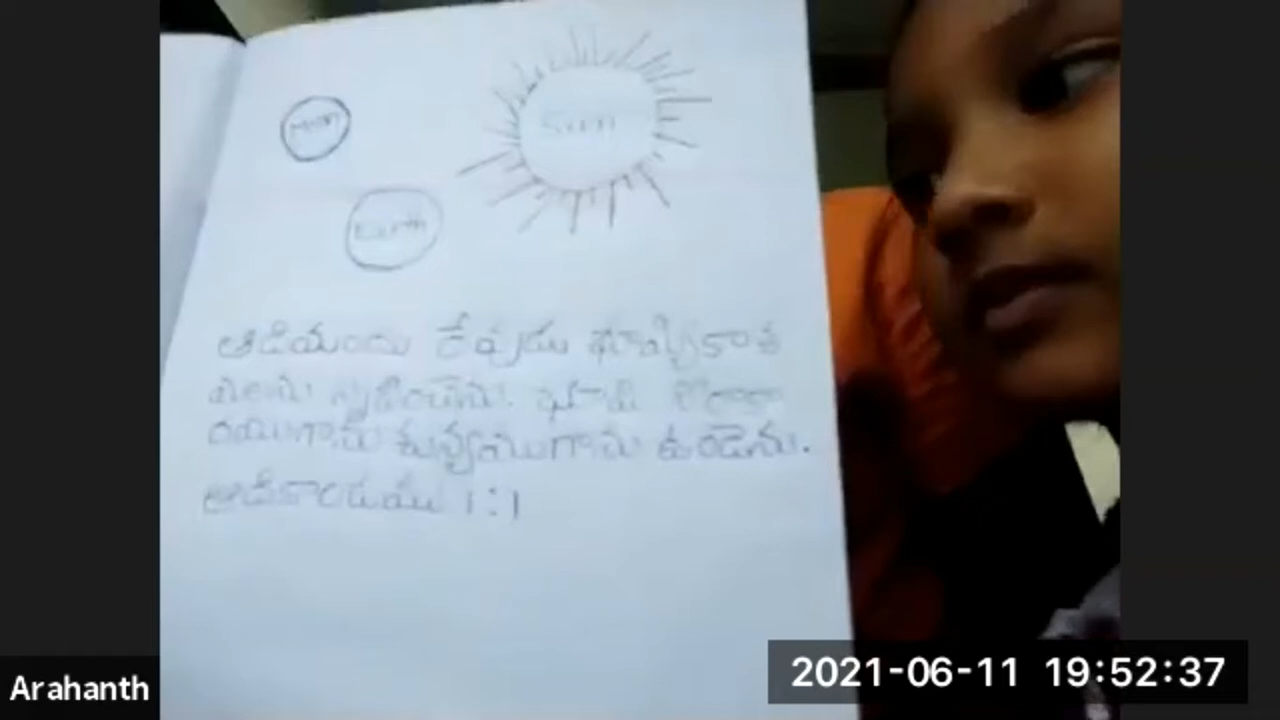 Moon
Sun
Earth
ఆదియందు దేవుడు భూమ్యాకాశ
ములను సృజించెను. భూమి నిరాకా
రముగాను శున్యముగాను ఉండెను.
ఆదికాండము 1:1
Arahanth
2021-06-11 19:52:37